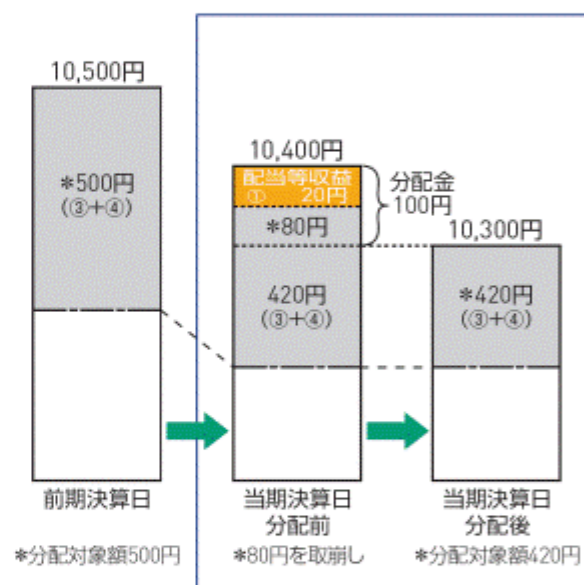 10,500円
*500円
(③+④)
前期決算日
*分配対象額500円
10,400円
配当等収益
① 20円
*80円
分配金
100円
420円
(③+④)
当期決算日
分配前
*80円を取崩し
10,300円
*420円
(③+④)
当期決算日
分配後
*分配対象額420円